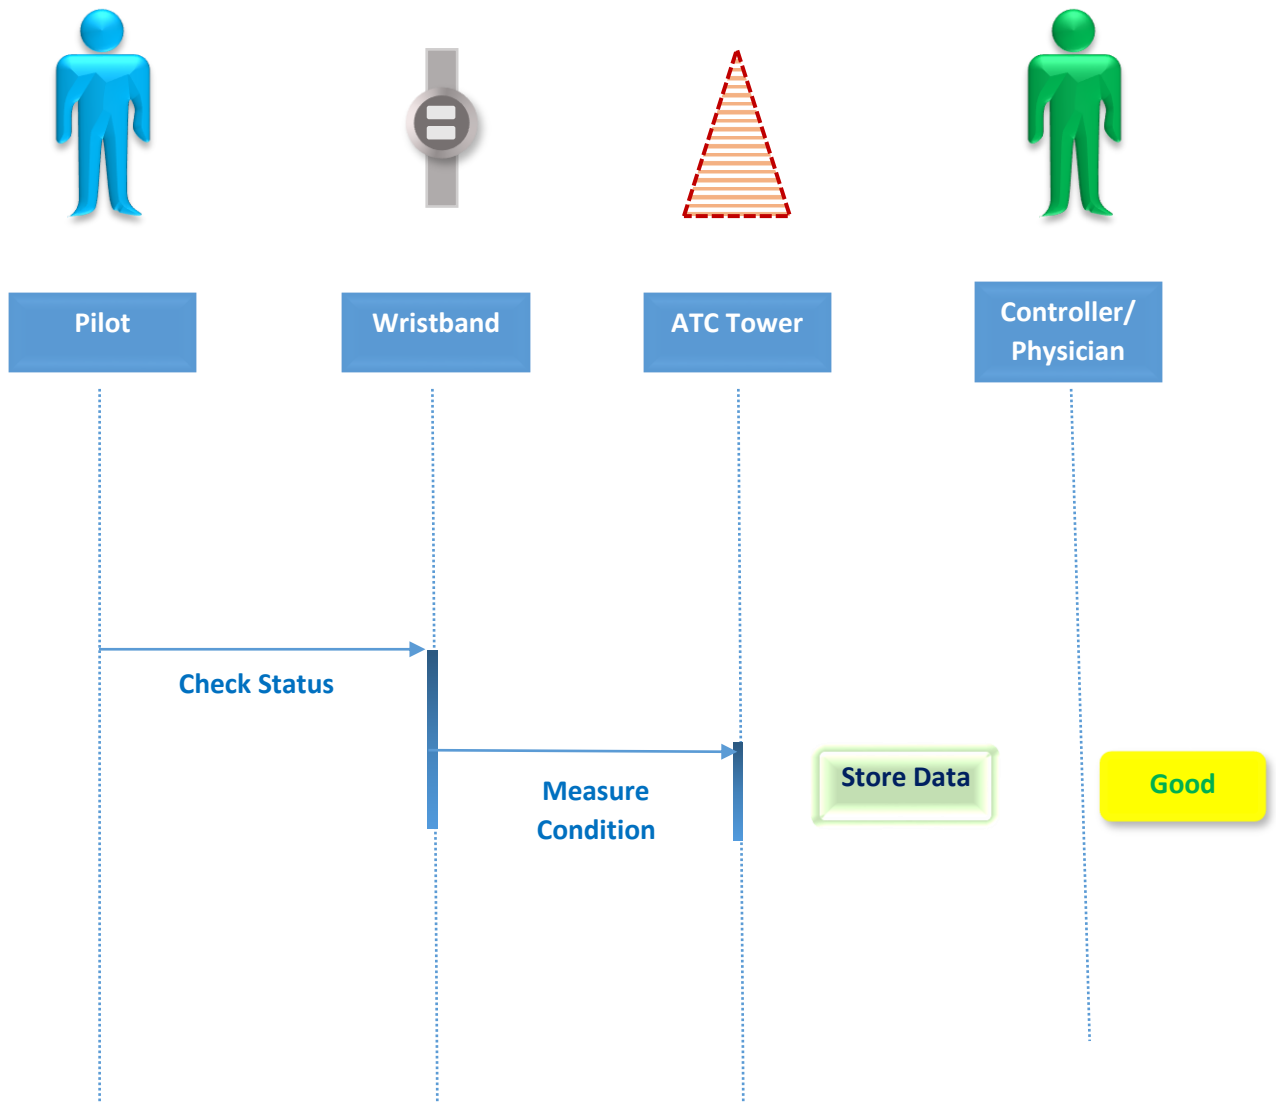 Pilot
Wristband
ATC Tower
Controller/
Physician
Check Status
Measure
Condition
Store Data
Good